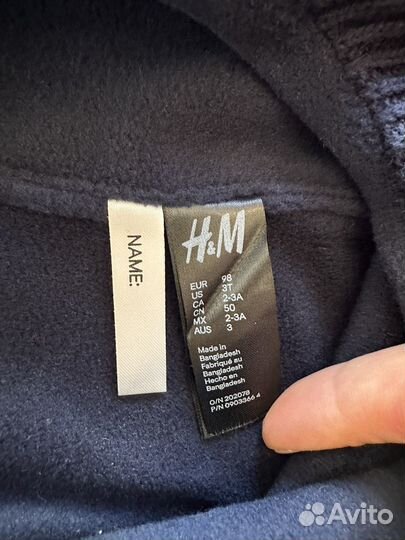 NAME:
H&M
EUR 98
US 3T
CA 2-3A
CN 50
MX 2-3A
AUS 3
Made in
Bangladesh
Fabriqué au
Bangladesh
Hecho en
Bangladesh
O/N 202078
P/N 0903366 4
Avito